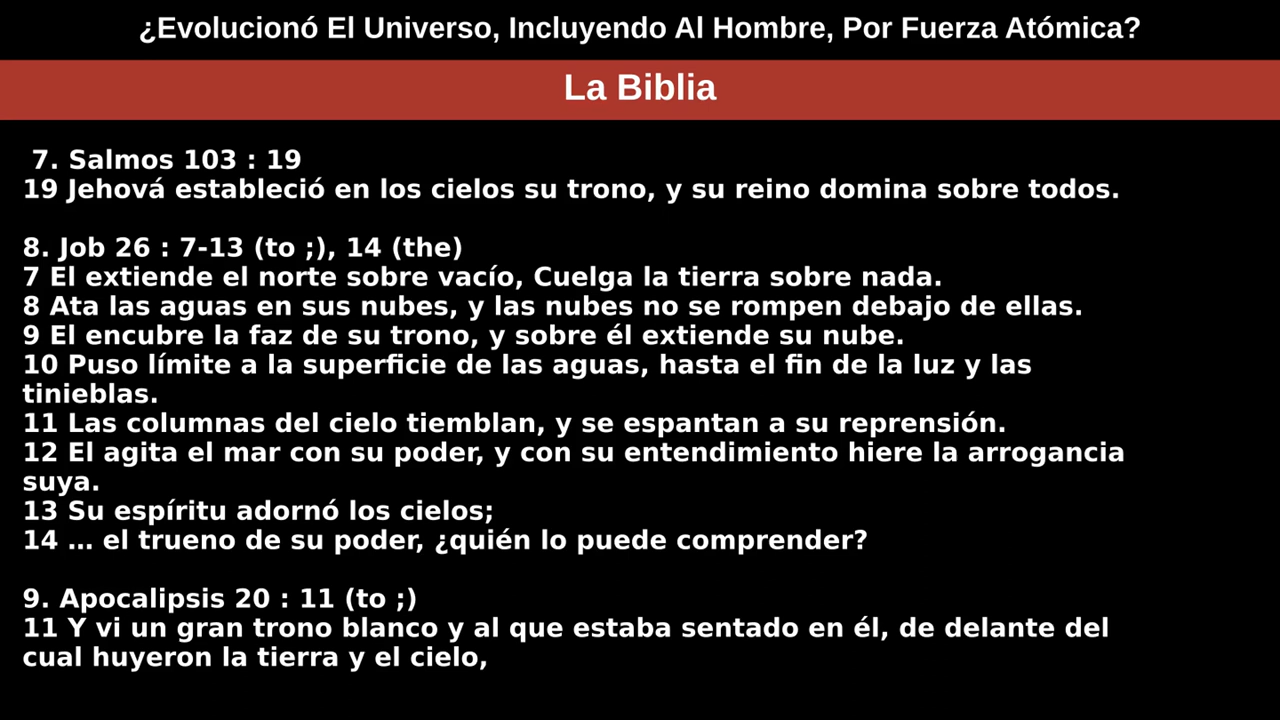 ¿Evolucionó El Universo, Incluyendo Al Hombre, Por Fuerza Atómica?
La Biblia
7. Salmos 103 : 19
19 Jehová estableció en los cielos su trono, y su reino domina sobre todos.
8. Job 26 : 7-13 (to ;), 14 (the)
7 El extiende el norte sobre vacío, Cuelga la tierra sobre nada.
8 Ata las aguas en sus nubes, y las nubes no se rompen debajo de ellas.
9 El encubre la faz de su trono, y sobre él extiende su nube.
10 Puso límite a la superficie de las aguas, hasta el fin de la luz y las
tinieblas.
11 Las columnas del cielo tiemblan, y se espantan a su reprensión.
12 El agita el mar con su poder, y con su entendimiento hiere la arrogancia
suya.
13 Su espíritu adornó los cielos;
14 … el trueno de su poder, ¿quién lo puede comprender?
9. Apocalipsis 20 : 11 (to ;)
11 Y vi un gran trono blanco y al que estaba sentado en él, de delante del
cual huyeron la tierra y el cielo,